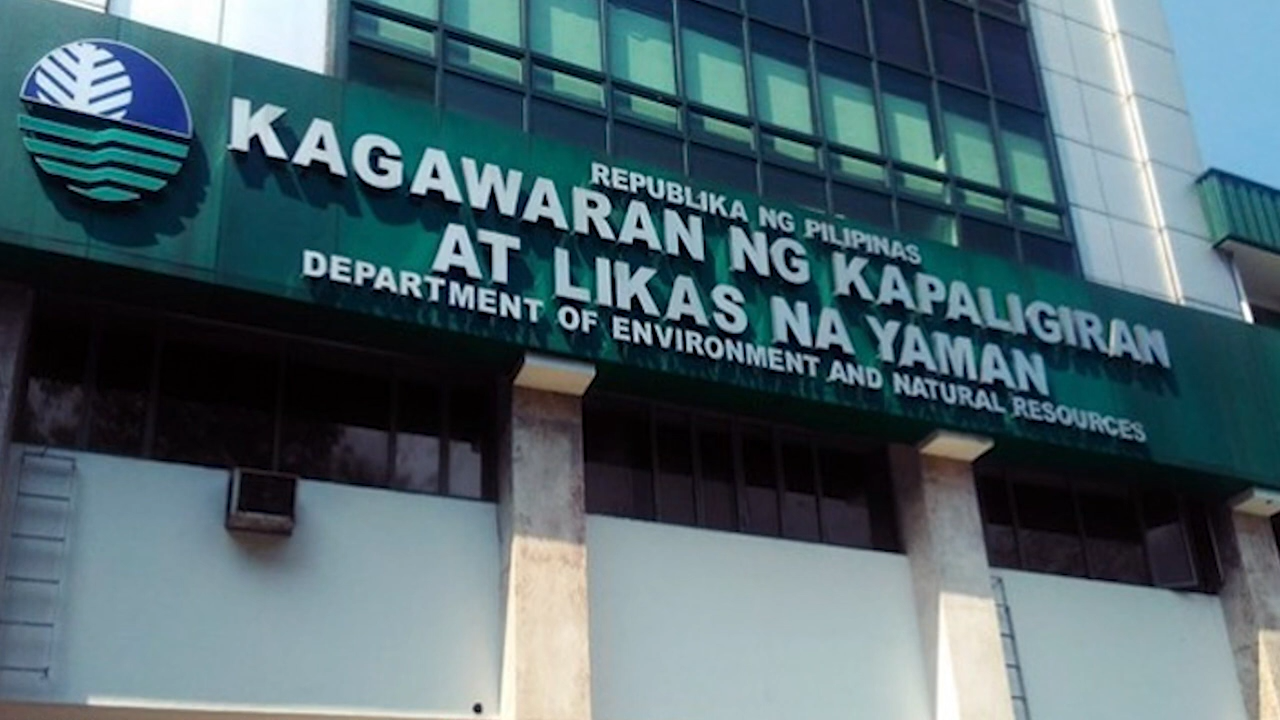 REPUBLIKA NG PILIPINAS
KAGAWARAN NG KAPALIGIRAN
AT LIKAS NA YAMAN
DEPARTMENT OF ENVIRONMENT AND NATURAL RESOURCES